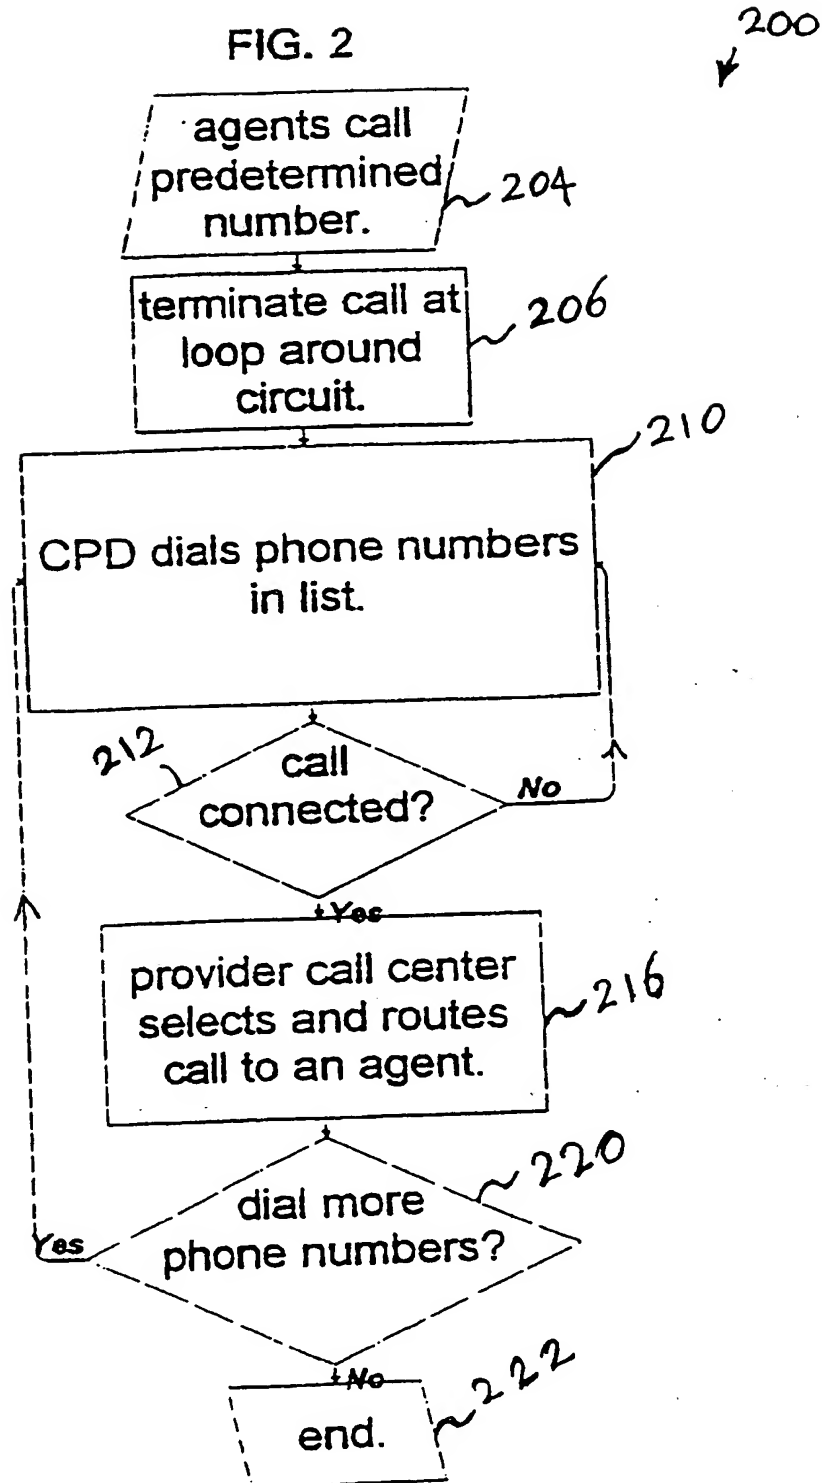 FIG. 2
200
agents call
predetermined
number.
204
terminate call at
loop around
circuit.
206
210
CPD dials phone numbers
in list.
212
call
connected?
No
Yes
provider call center
selects and routes
call to an agent.
216
220
dial more
phone numbers?
Yes
No
222
end.